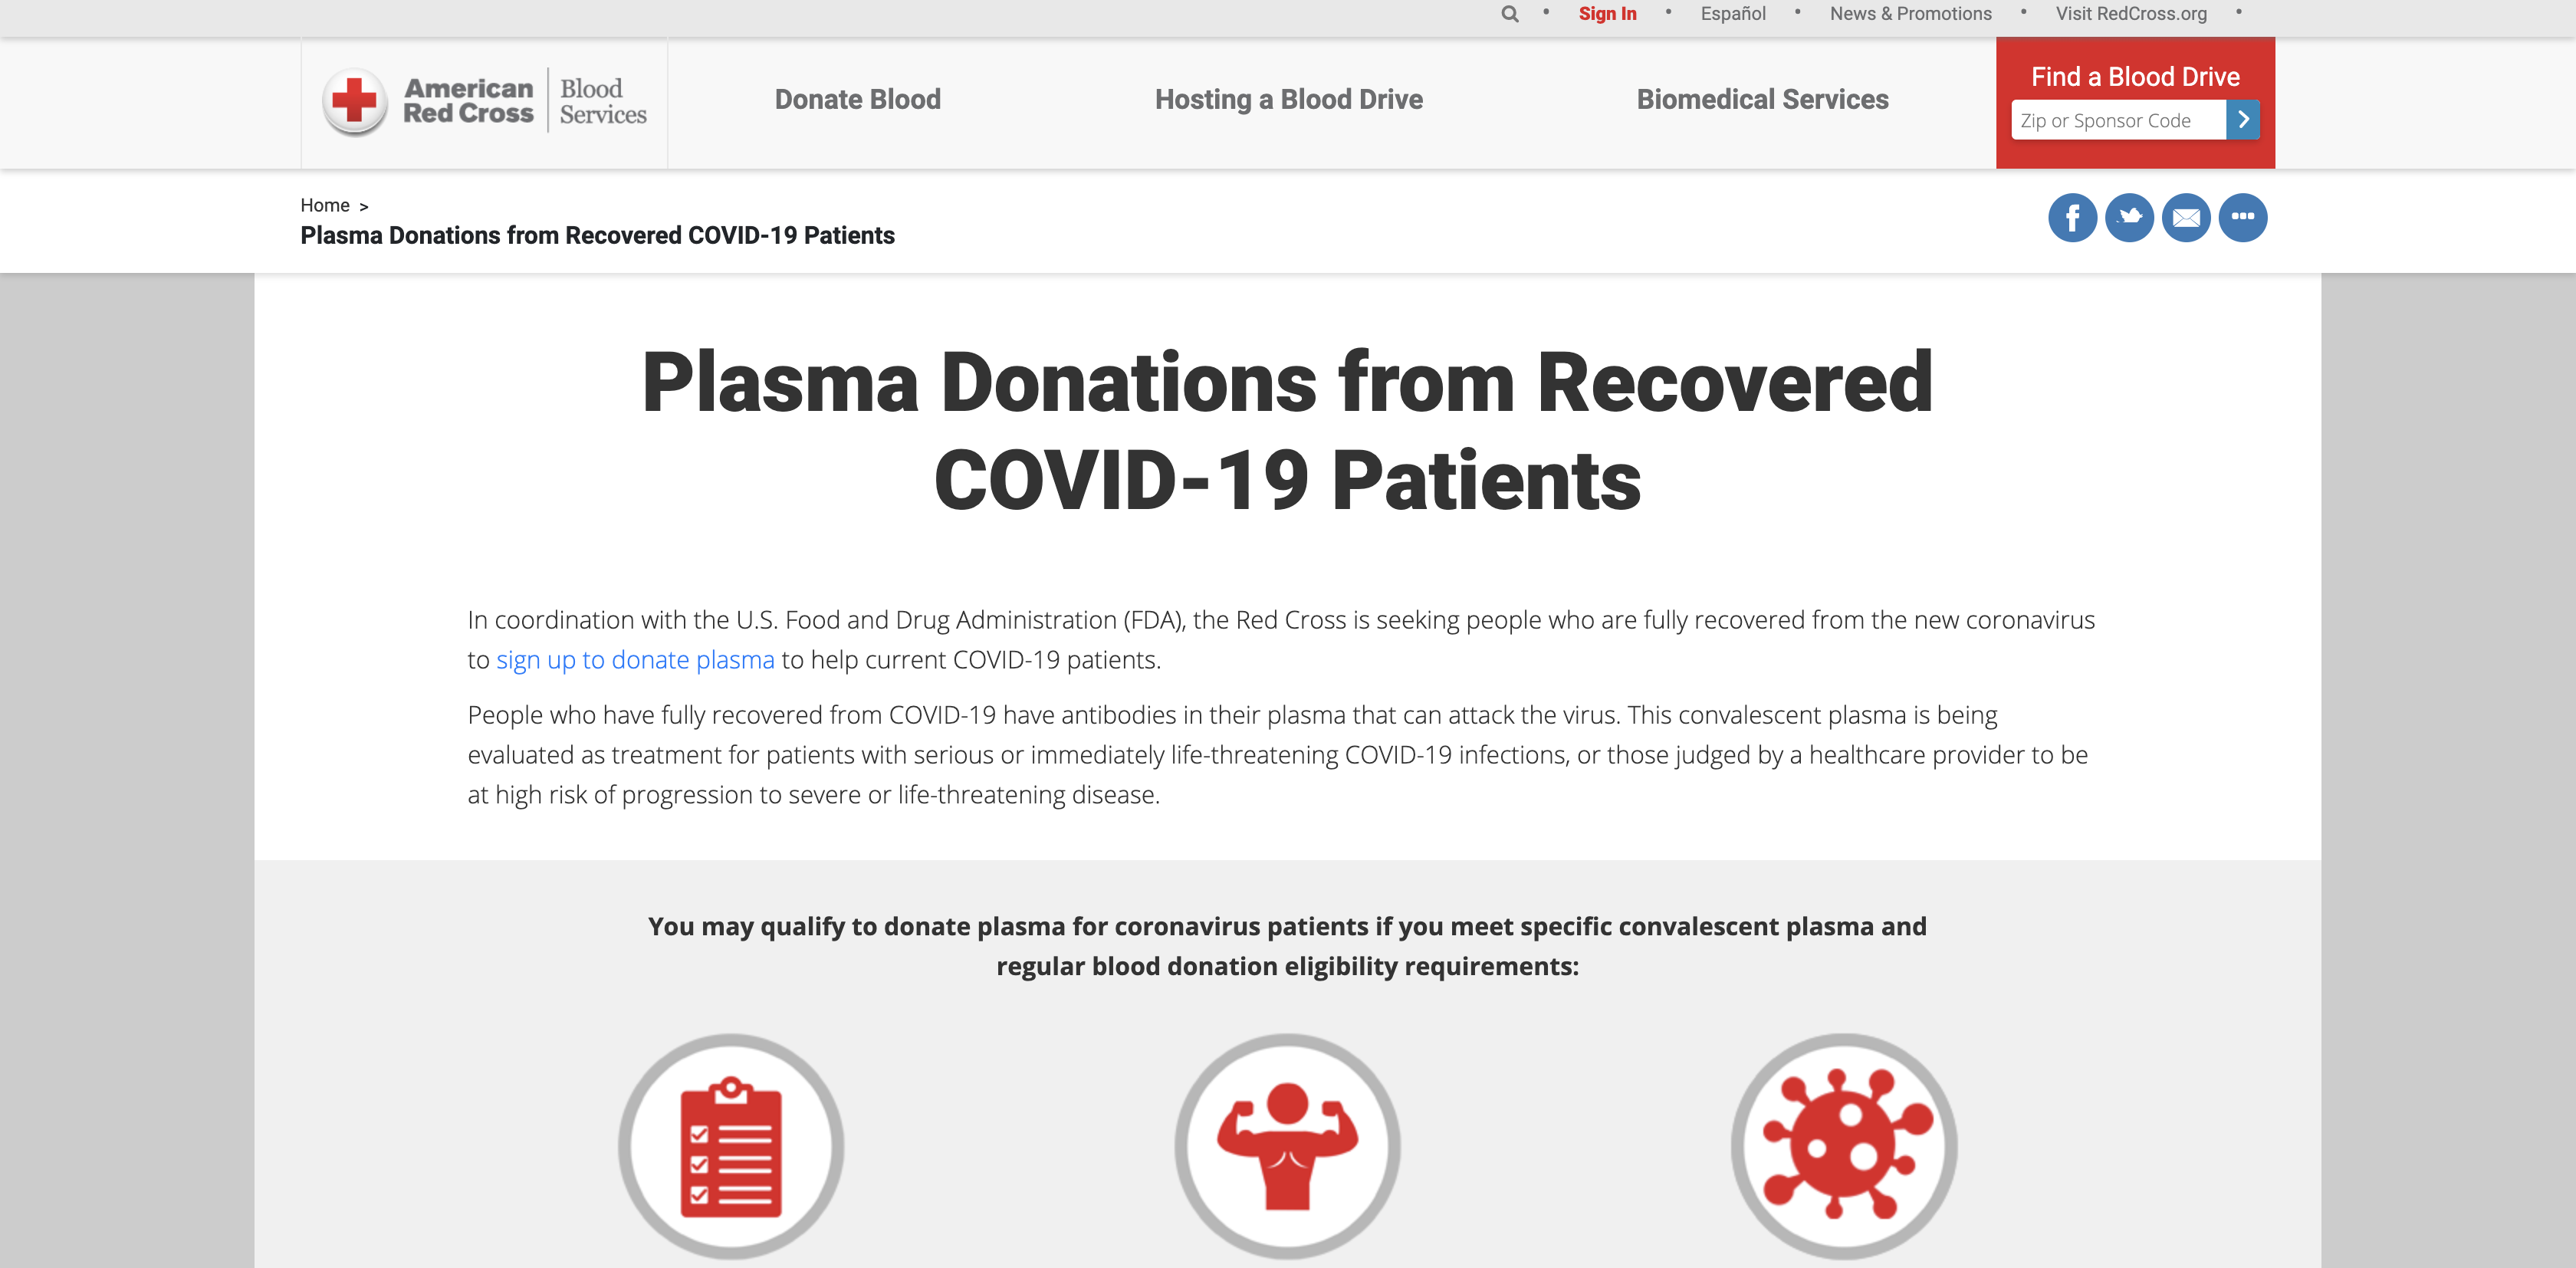 Sign In
Español
News & Promotions
Visit RedCross.org
American
Red Cross
Blood
Services
Donate Blood
Hosting a Blood Drive
Biomedical Services
Find a Blood Drive
Zip or Sponsor Code
Home >
Plasma Donations from Recovered COVID-19 Patients
Plasma Donations from Recovered
COVID-19 Patients
In coordination with the U.S. Food and Drug Administration (FDA), the Red Cross is seeking people who are fully recovered from the new coronavirus
to sign up to donate plasma to help current COVID-19 patients.
People who have fully recovered from COVID-19 have antibodies in their plasma that can attack the virus. This convalescent plasma is being
evaluated as treatment for patients with serious or immediately life-threatening COVID-19 infections, or those judged by a healthcare provider to be
at high risk of progression to severe or life-threatening disease.
You may qualify to donate plasma for coronavirus patients if you meet specific convalescent plasma and
regular blood donation eligibility requirements: